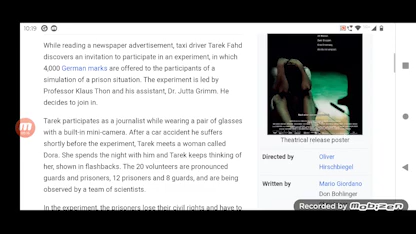 10:19
While reading a newspaper advertisement, taxi driver Tarek Fahd
discovers an invitation to participate in an experiment, in which
4,000 German marks are offered to the participants of a
simulation of a prison situation. The experiment is led by
Professor Klaus Thon and his assistant, Dr. Jutta Grimm. He
decides to join in.
Tarek participates as a journalist while wearing a pair of glasses
with a built-in mini-camera. After a car accident he suffers
shortly before the experiment, Tarek meets a woman called
Dora. She spends the night with him and Tarek keeps thinking of
her, shown in flashbacks. The 20 volunteers are pronounced
guards and prisoners, 12 prisoners and 8 guards, and are being
observed by a team of scientists.
In the experiment, the prisoners lose their civil rights and have to
Theatrical release poster
Directed by Oliver
Hirschbiegel
Written by Mario Giordano
Don Bohlinger
Recorded by Mobizen